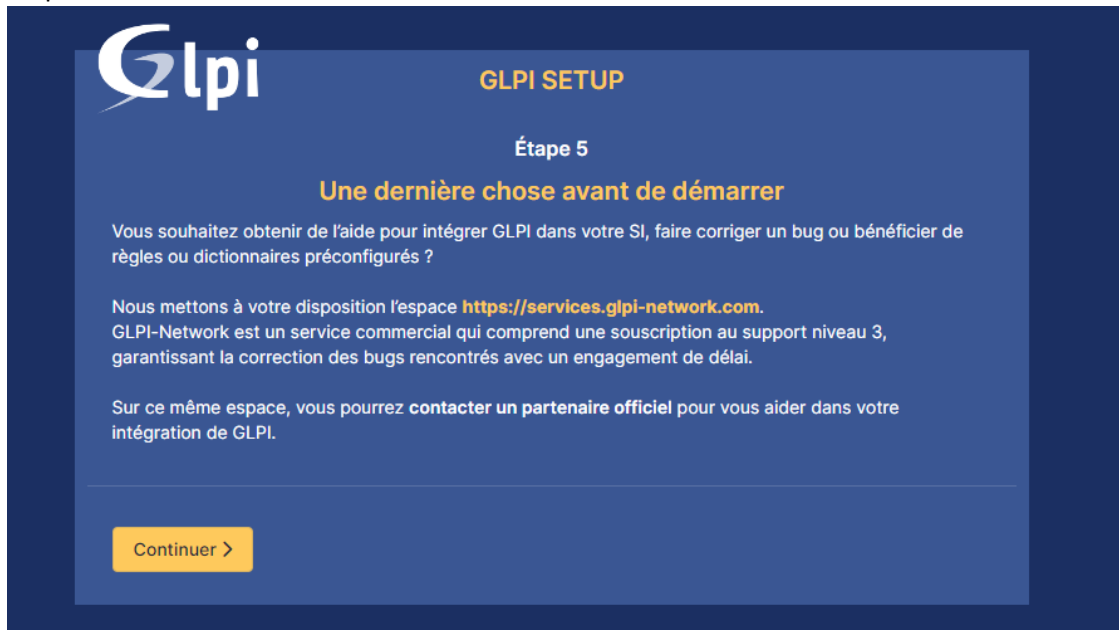 Glpi
GLPI SETUP
Étape 5
Une dernière chose avant de démarrer
Vous souhaitez obtenir de l'aide pour intégrer GLPI dans votre SI, faire corriger un bug ou bénéficier de
règles ou dictionnaires préconfigurés ?
Nous mettons à votre disposition l'espace https://services.glpi-network.com.
GLPI-Network est un service commercial qui comprend une souscription au support niveau 3,
garantissant la correction des bugs rencontrés avec un engagement de délai.
Sur ce même espace, vous pourrez contacter un partenaire officiel pour vous aider dans votre
intégration de GLPI.
Continuer >